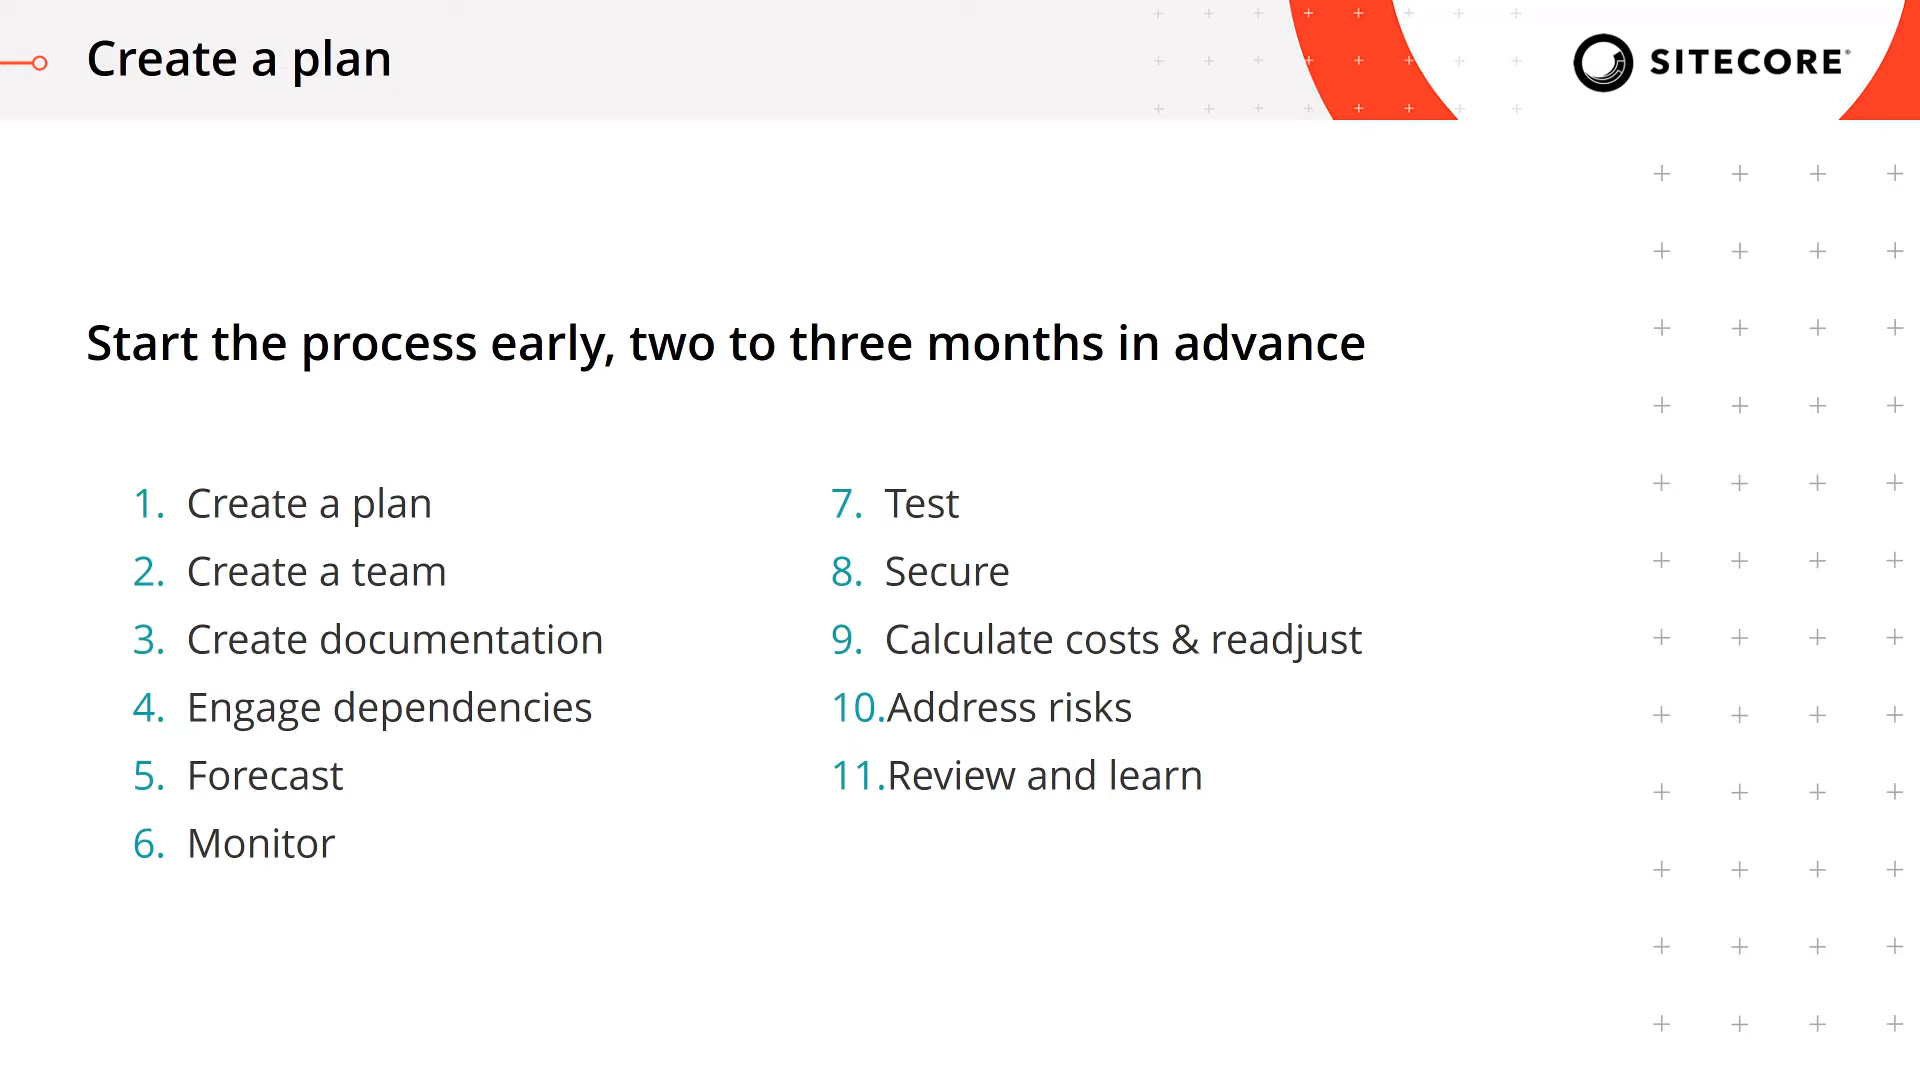 Create a plan
SITECORE®
Start the process early, two to three months in advance
1. Create a plan
2. Create a team
3. Create documentation
4. Engage dependencies
5. Forecast
6. Monitor
7. Test
8. Secure
9. Calculate costs & readjust
10.Address risks
11.Review and learn